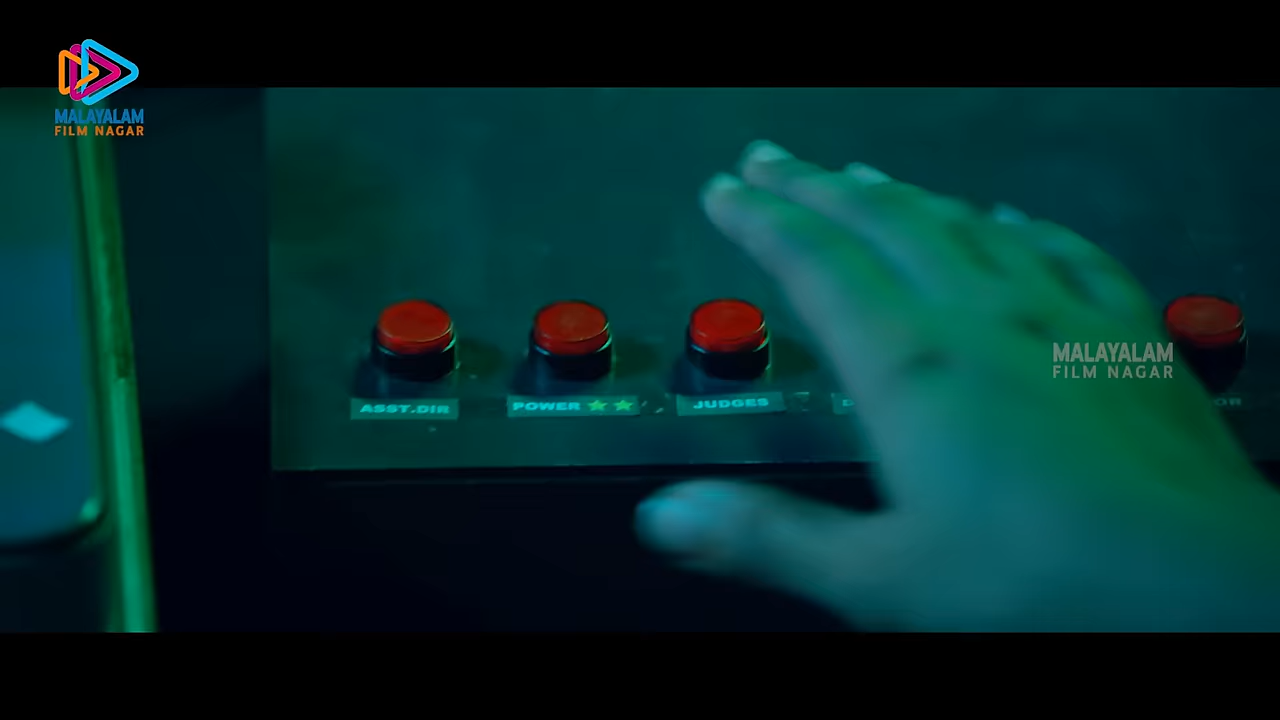 MALAYALAM
FILM NAGAR
MALAYALAM
FILM NAGAR
ASST.DIR
POWER ★★
JUDGES